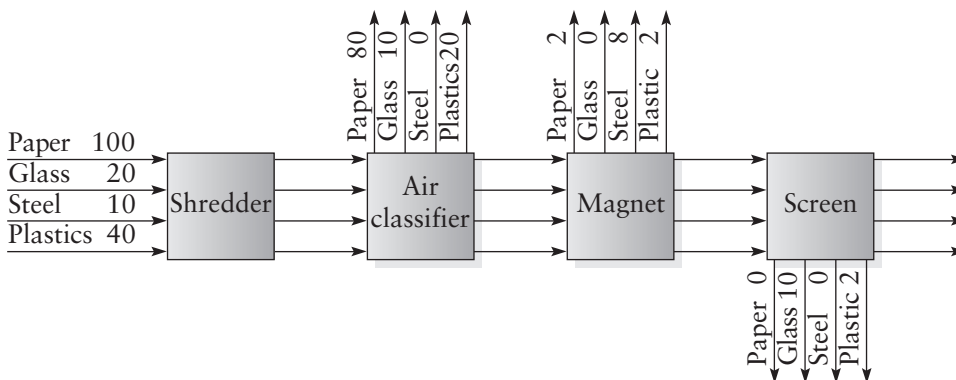 Paper 80
Glass 10
Steel 0
Plastics20
Paper 2
Glass 0
Steel 8
Plastic 2
Paper 100
Glass 20
Steel 10
Plastics 40
Shredder
Air
classifier
Magnet
Screen
Paper 0
Glass 10
Steel 0
Plastic 2